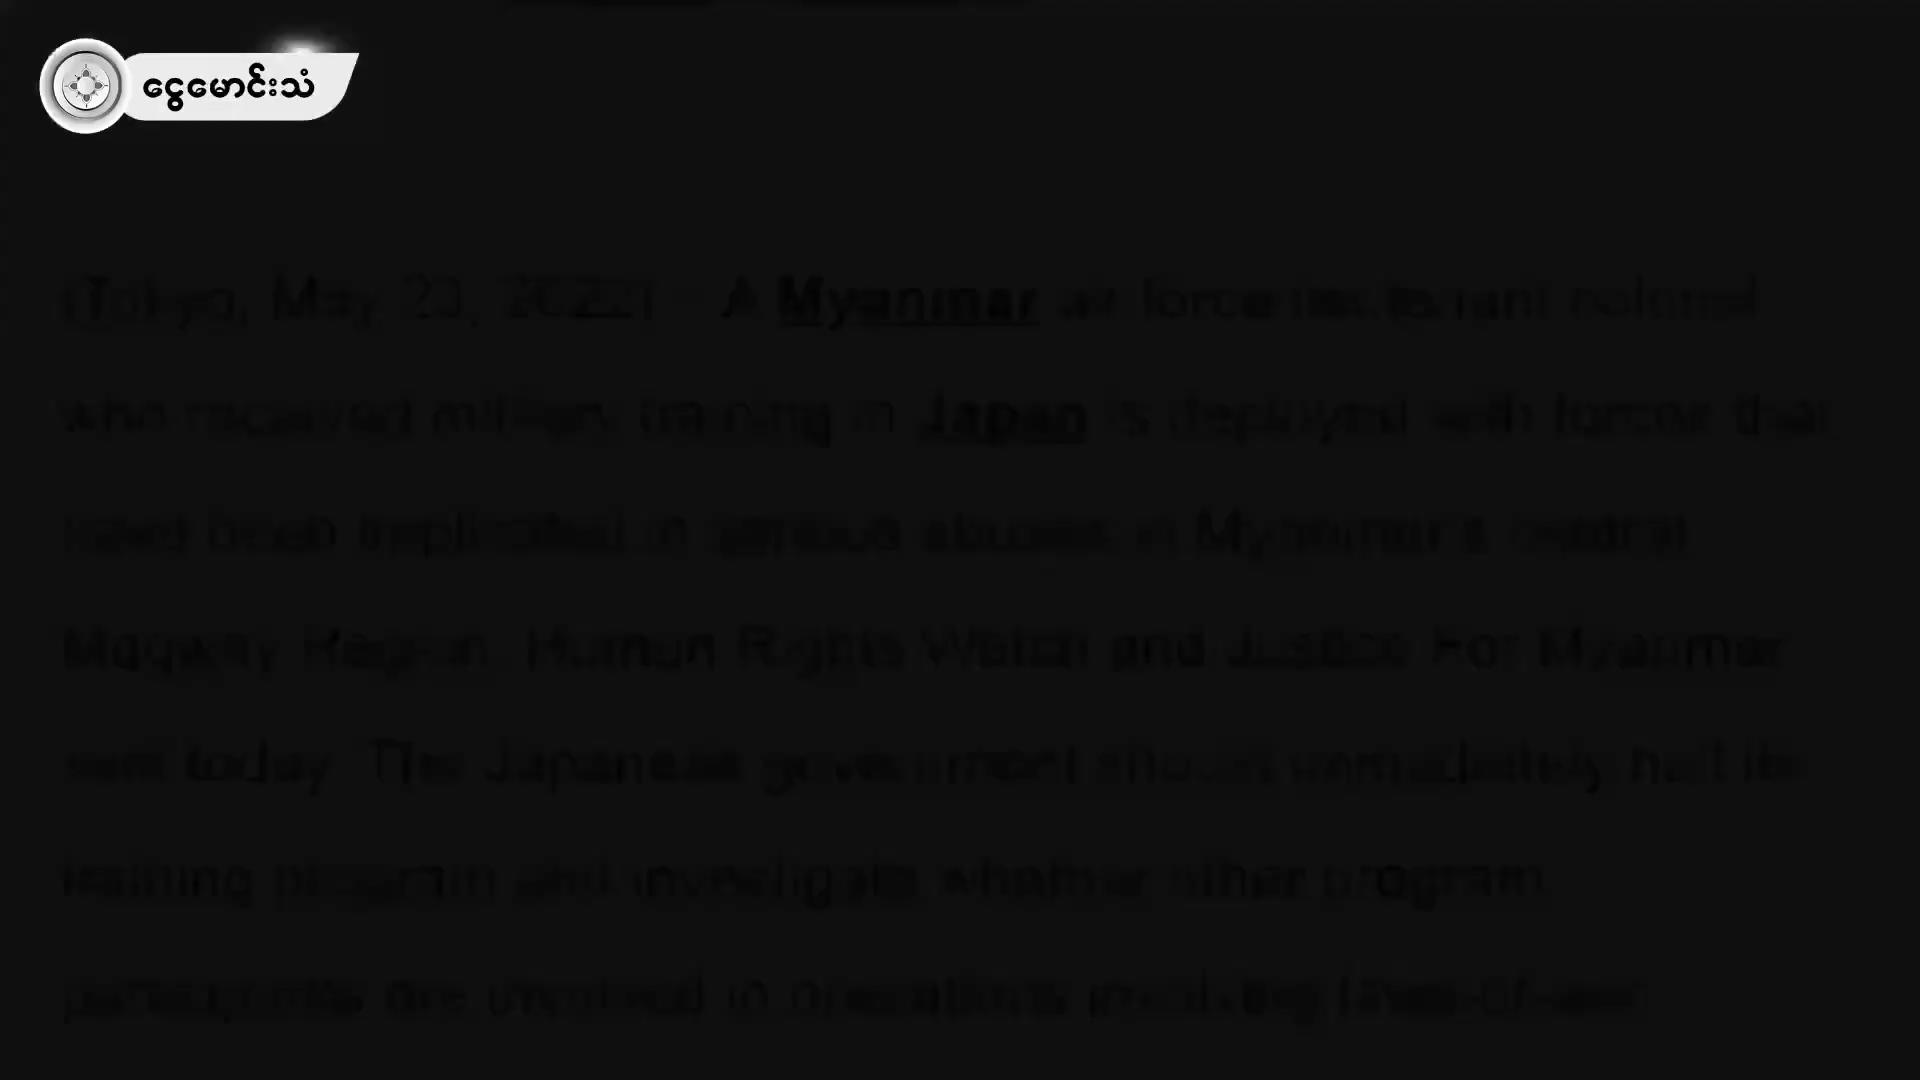 ငွေမောင်းသံ
(Tokyo, May 23, 2022) – A Myanmar air force lieutenant colonel
who received military training in Japan is deployed with forces that
have been implicated in serious abuses in Myanmar's central
Magway Region, Human Rights Watch and Justice For Myanmar
said today. The Japanese government should immediately halt its
training program and investigate whether other program
participants are involved in operations involving laws-of-war